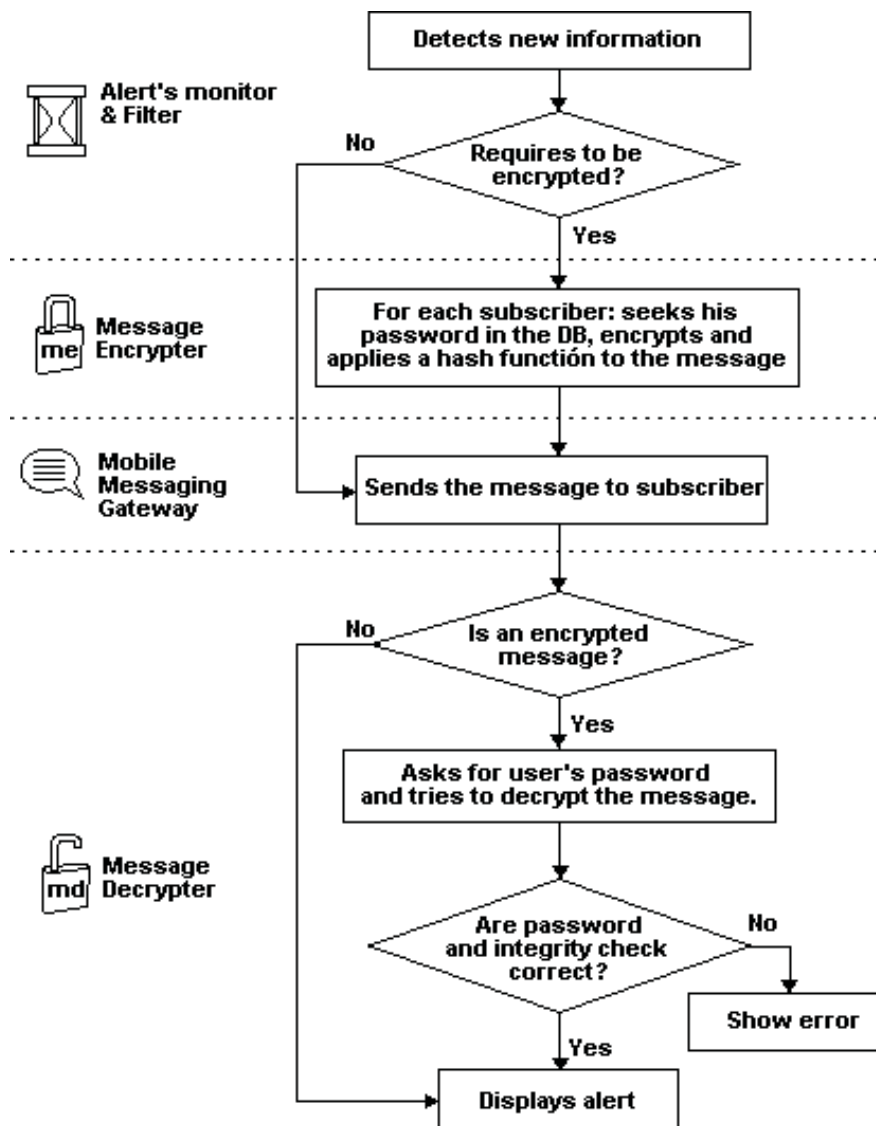 Detects new information
Alert's monitor
& Filter
No
Requires to be
encrypted?
Yes
For each subscriber: seeks his
password in the DB, encrypts and
applies a hash functión to the message
me
Message
Encrypter
Mobile
Messaging
Gateway
Sends the message to subscriber
No
Is an encrypted
message?
Yes
Asks for user's password
and tries to decrypt the message.
md
Message
Decrypter
Are password
and integrity check
correct?
No
Show error
Yes
Displays alert